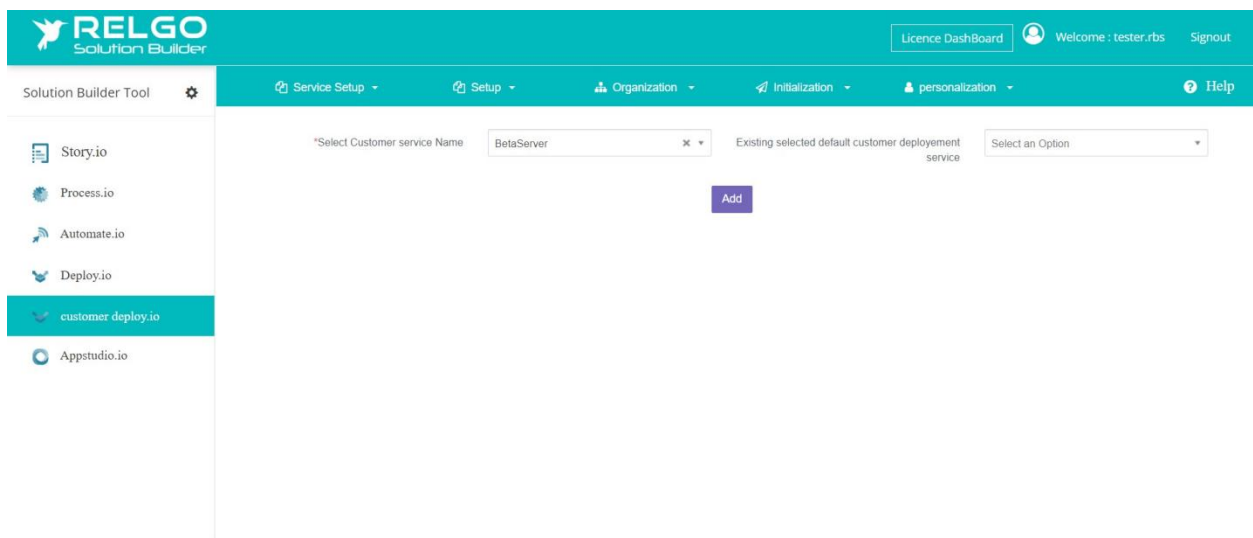 RELGO
Solution Builder
Licence DashBoard
Welcome : tester.rbs
Signout
Solution Builder Tool
Service Setup
Setup
Organization
Initialization
personalization
Help
Story.io
Process.io
Automate.io
Deploy.io
customer deploy.io
Appstudio.io
*Select Customer service Name
BetaServer
Existing selected default customer deployement
service
Select an Option
Add